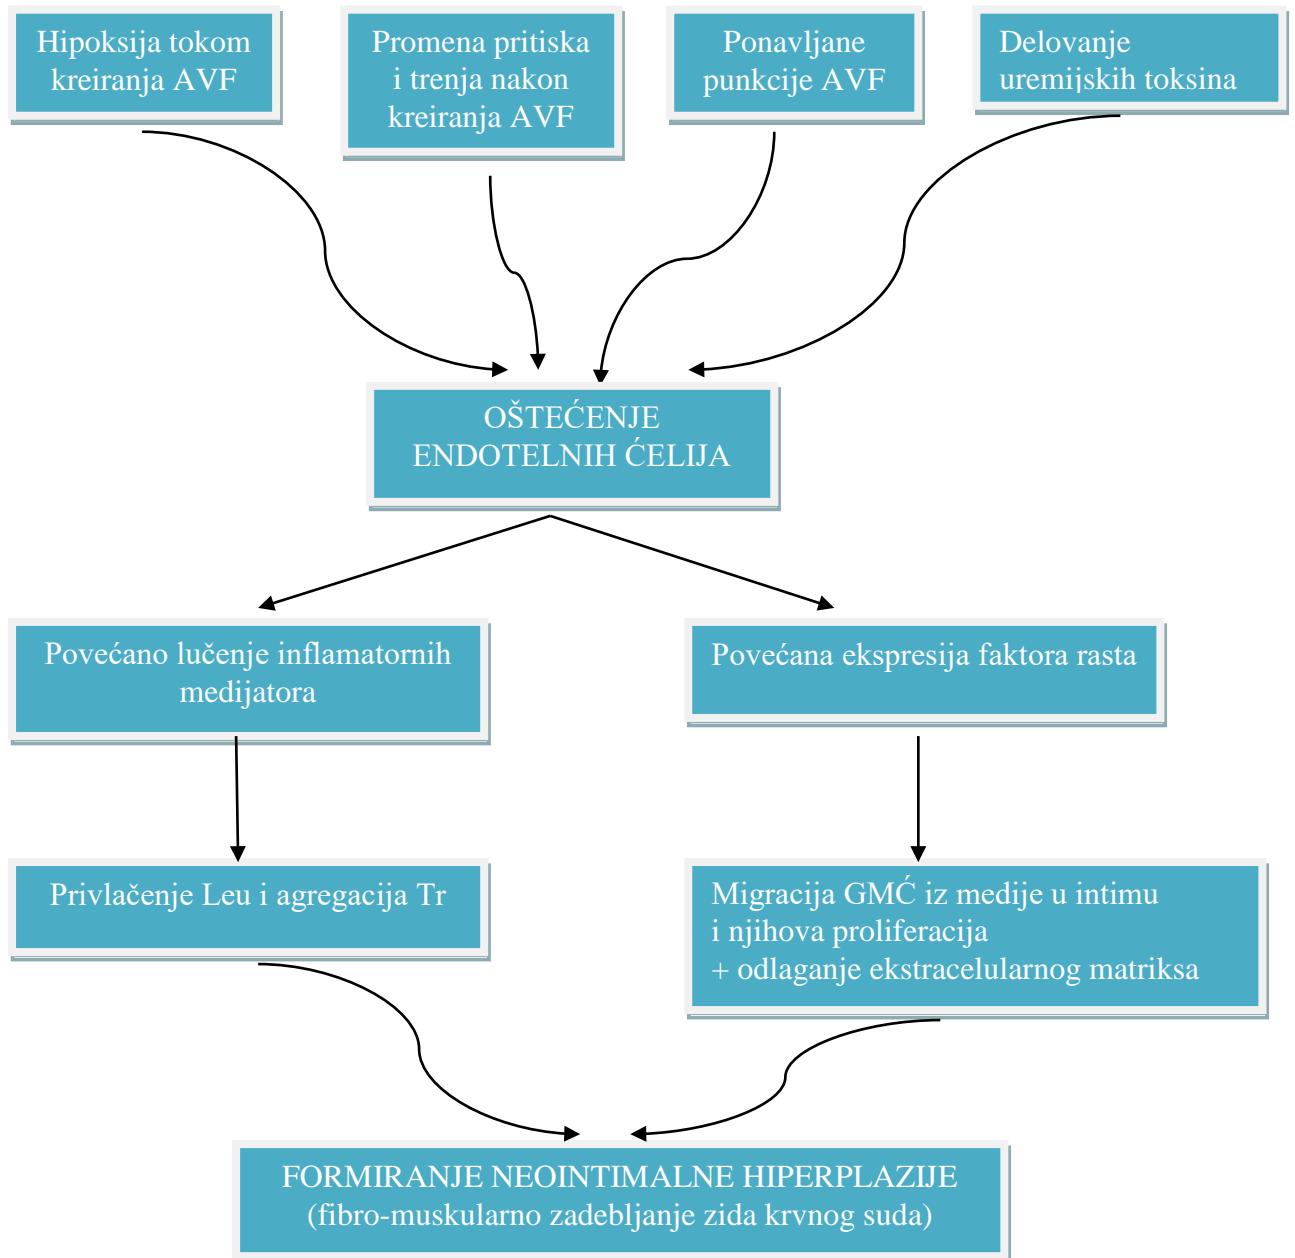 Hipoksija tokom
kreiranja AVF
Promena pritiska
i trenja nakon
kreiranja AVF
Ponavljane
punkcije AVF
Delovanje
uremijskih toksina
OŠTEĆENJE
ENDOTELNIH ĆELIJA
Povećano lučenje inflamatornih
medijatora
Povećana ekspresija faktora rasta
Privlačenje Leu i agregacija Tr
Migracija GMĆ iz medije u intimu
i njihova proliferacija
+ odlaganje ekstracelularnog matriksa
FORMIRANJE NEOINTIMALNE HIPERPLAZIJE
(fibro-muskularno zadebljanje zida krvnog suda)